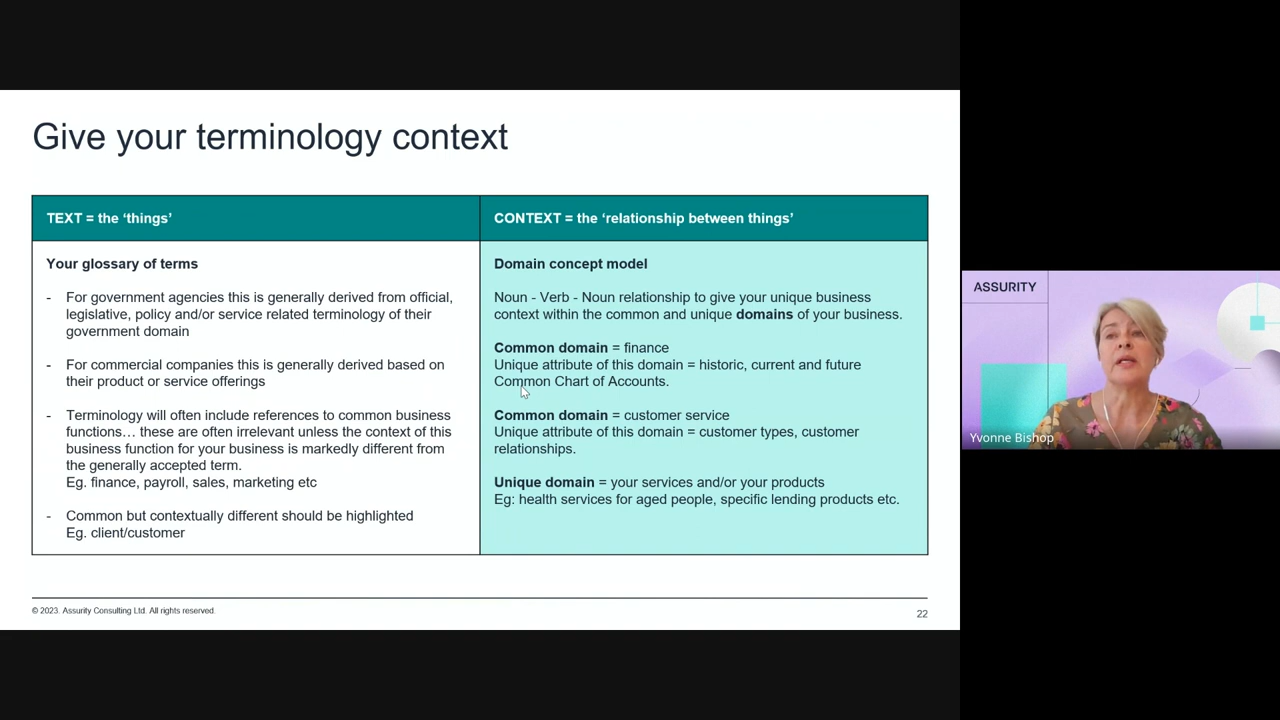 Give your terminology context
TEXT = the ‘things’
CONTEXT = the ‘relationship between things’
Your glossary of terms
- For government agencies this is generally derived from official,
legislative, policy and/or service related terminology of their
government domain
- For commercial companies this is generally derived based on
their product or service offerings
- Terminology will often include references to common business
functions… these are often irrelevant unless the context of this
business function for your business is markedly different from
the generally accepted term.
Eg. finance, payroll, sales, marketing etc
- Common but contextually different should be highlighted
Eg. client/customer
Domain concept model
Noun - Verb - Noun relationship to give your unique business
context within the common and unique domains of your business.
Common domain = finance
Unique attribute of this domain = historic, current and future
Common Chart of Accounts.
Common domain = customer service
Unique attribute of this domain = customer types, customer
relationships.
Unique domain = your services and/or your products
Eg: health services for aged people, specific lending products etc.
© 2023. Assurity Consulting Ltd. All rights reserved.
22
ASSURITY
Yvonne Bishop